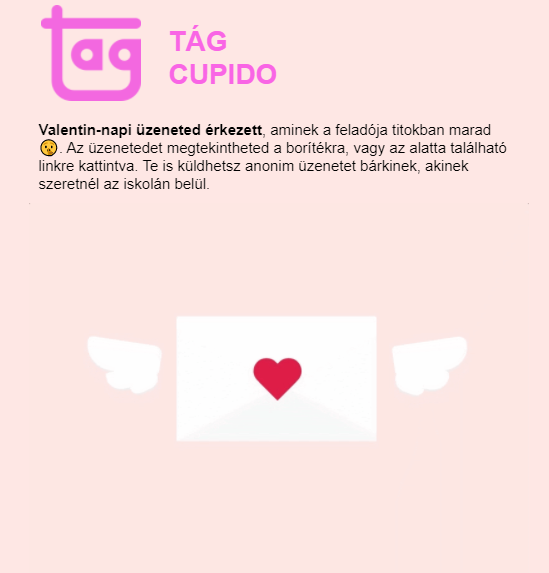 tag
TÁG
CUPIDO
Valentin-napi üzeneted érkezett, aminek a feladója titokban marad
🤫. Az üzenetedet megtekintheted a borítékra, vagy az alatta található
linkre kattintva. Te is küldhetsz anonim üzenetet bárkinek, akinek
szeretnél az iskolán belül.